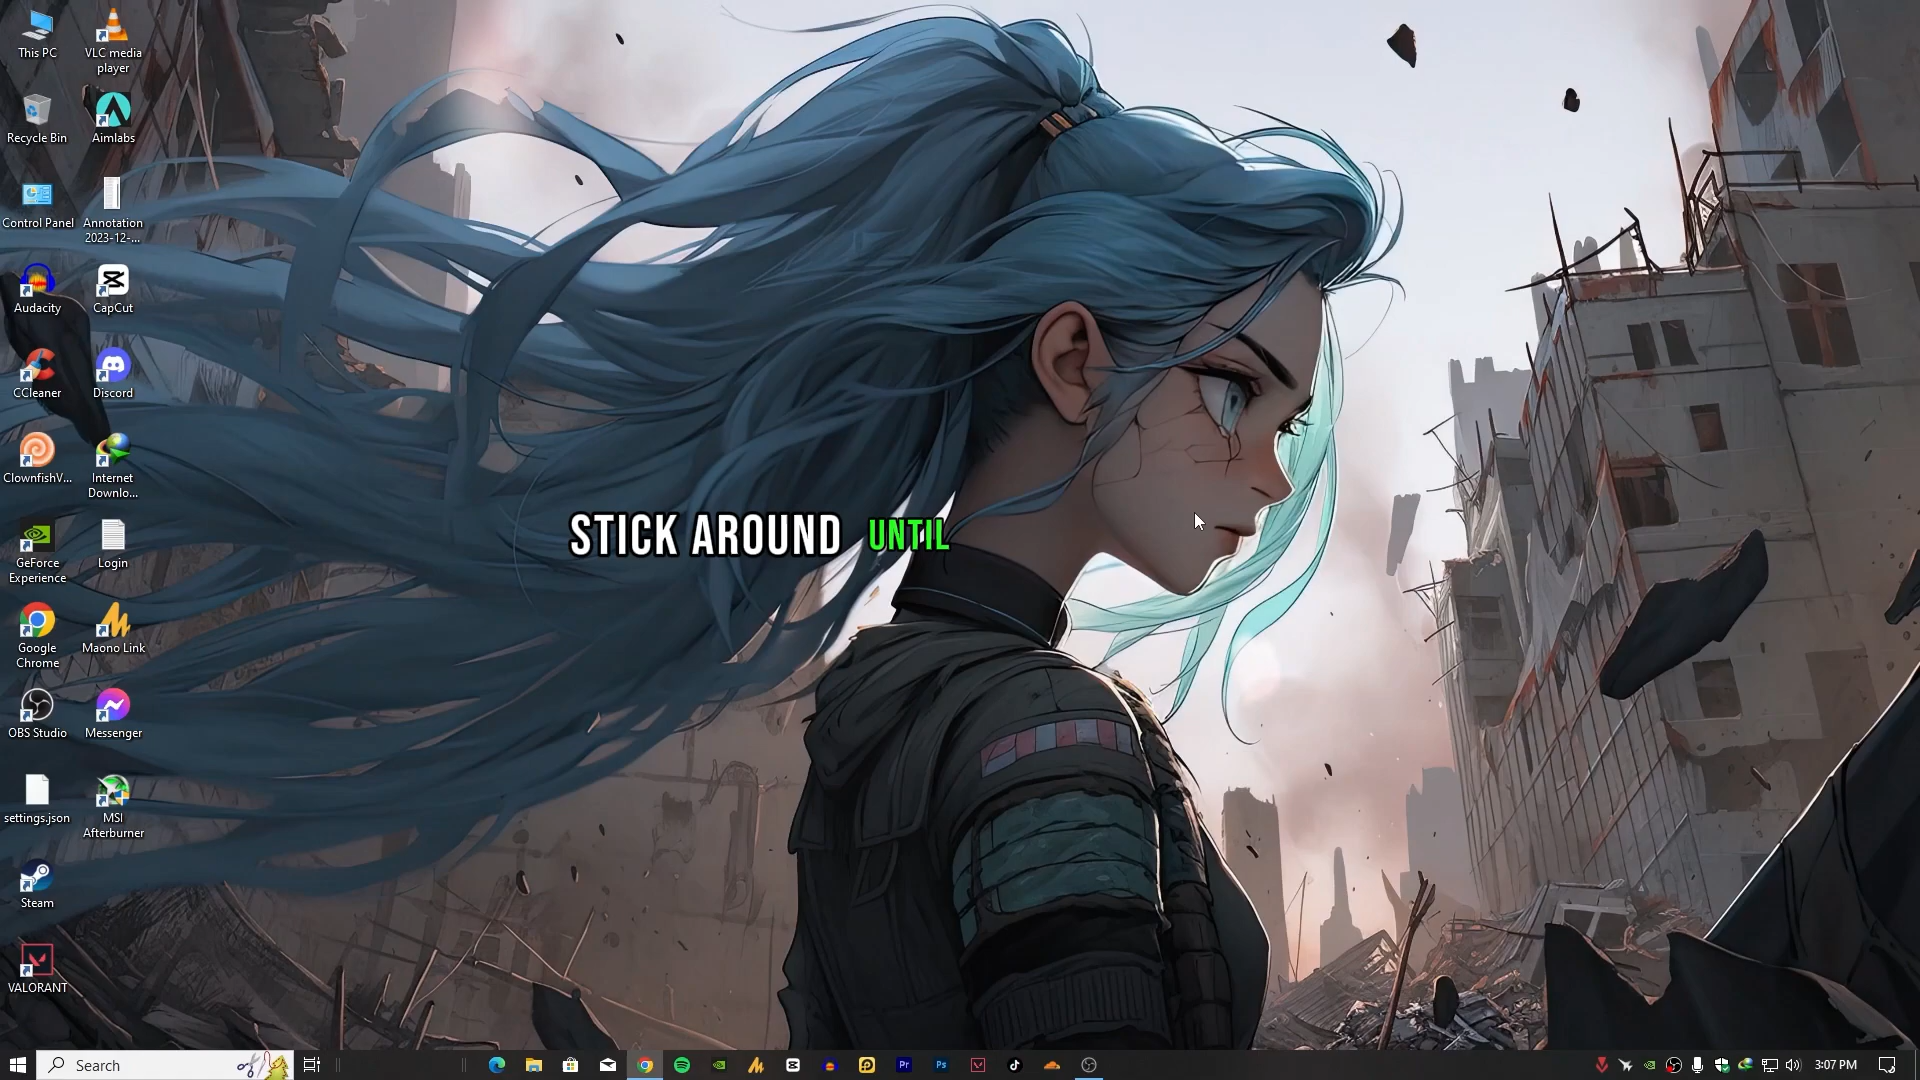 This PC
VLC media
player
Recycle Bin
Aimlabs
Control Panel
Annotation
2023-12-...
Audacity
CapCut
CCleaner
Discord
ClownfishV...
Internet
Downlo...
GeForce
Experience
Login
Google
Chrome
Maono Link
OBS Studio
Messenger
settings.json
MSI
Afterburner
Steam
VALORANT
STICK AROUND UNTIL
Search
Pr
Ps
3:07 PM